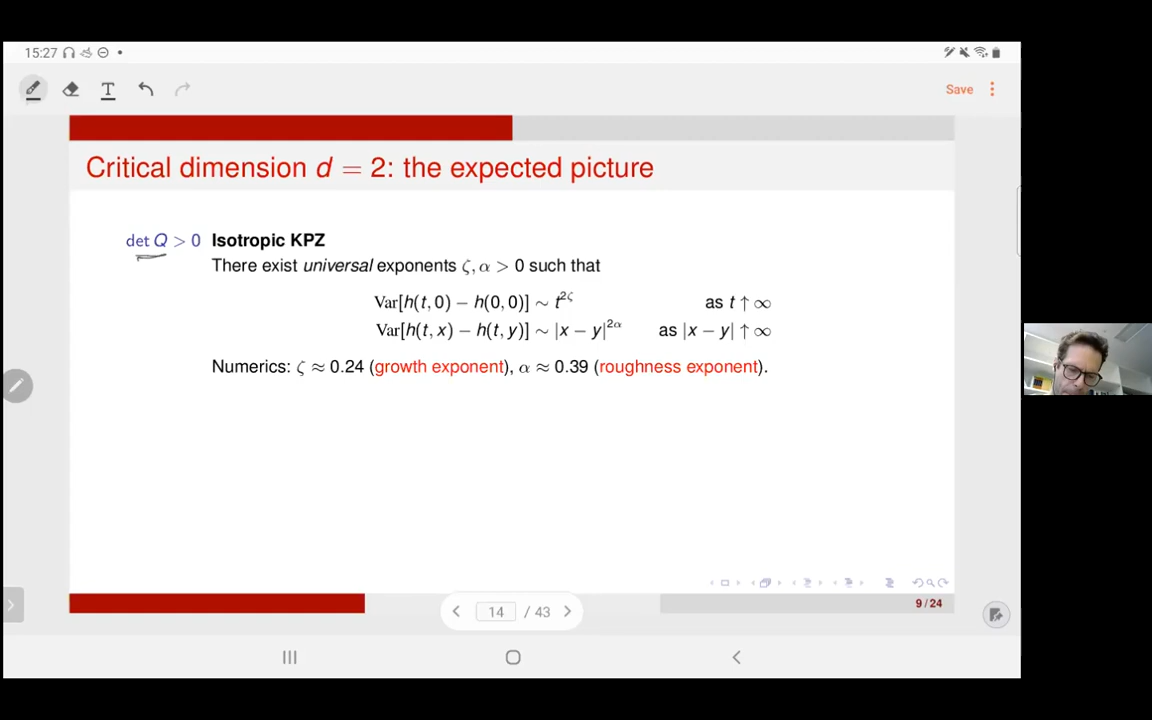 15:27
Save
Critical dimension d = 2: the expected picture
det Q > 0 Isotropic KPZ
There exist universal exponents ζ, α > 0 such that
Var[h(t, 0) − h(0, 0)] ∼ t^{2ζ} as t ↑ ∞
Var[h(t, x) − h(t, y)] ∼ |x − y|^{2α} as |x − y| ↑ ∞
Numerics: ζ ≈ 0.24 (growth exponent), α ≈ 0.39 (roughness exponent).
9 / 24
14 / 43